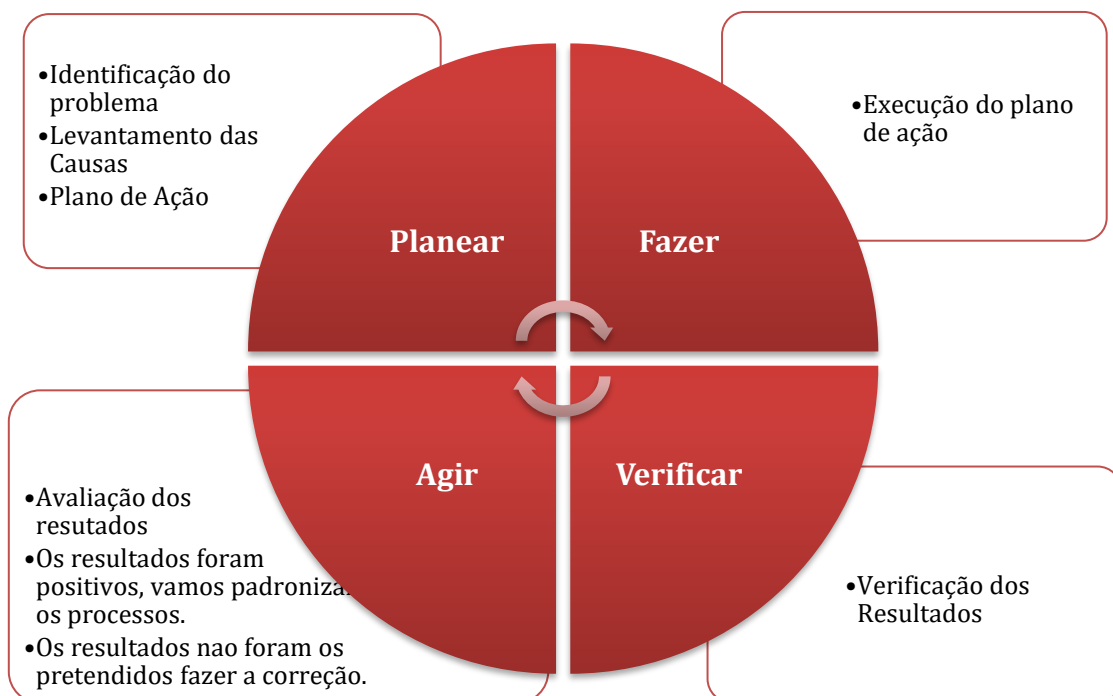 •Identificação do
problema
•Levantamento das
Causas
•Plano de Ação
Planear
Fazer
•Execução do plano
de ação
Agir
Verificar
•Avaliação dos
resutados
•Os resultados foram
positivos, vamos padroniza
os processos.
•Os resultados nao foram os
pretendidos fazer a correção.
•Verificação dos
Resultados